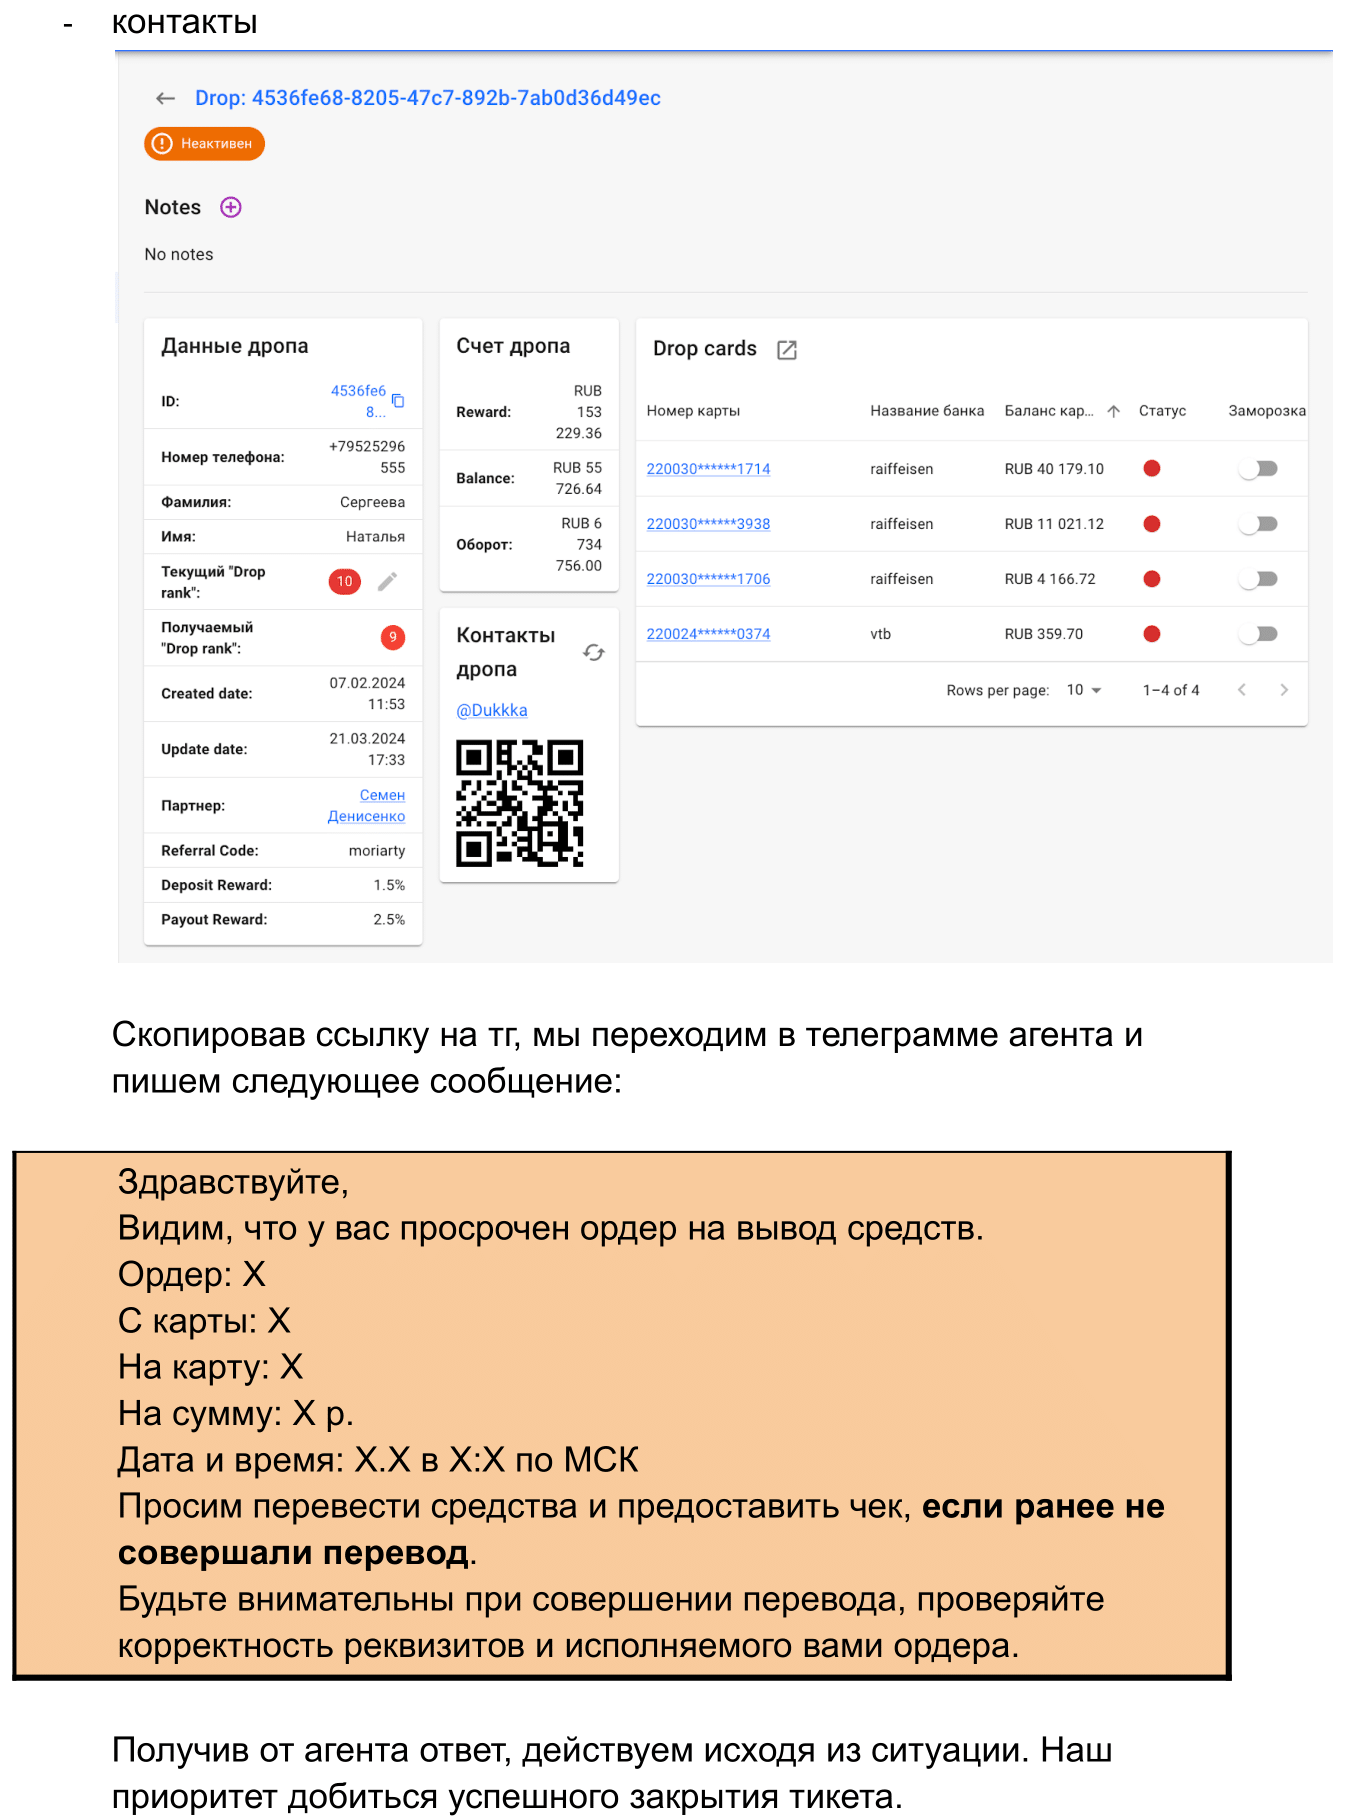 - контакты
Drop: 4536fe68-8205-47c7-892b-7ab0d36d49ec
Неактивен
Notes
No notes
Данные дропа
ID: 4536fe6
8...
Номер телефона: +79525296
555
Фамилия: Сергеева
Имя: Наталья
Текущий "Drop
rank": 10
Получаемый
"Drop rank": 9
Created date: 07.02.2024
11:53
Update date: 21.03.2024
17:33
Партнер: Семен
Денисенко
Referral Code: moriarty
Deposit Reward: 1.5%
Payout Reward: 2.5%
Счет дропа
Reward: RUB
153
229.36
Balance: RUB 55
726.64
Оборот: RUB 6
734
756.00
Контакты
дропа
@Dukkka
Drop cards
Номер карты Название банка Баланс кар... Статус Заморозка
220030******1714 raiffeisen RUB 40 179.10
220030******3938 raiffeisen RUB 11 021.12
220030******1706 raiffeisen RUB 4 166.72
220024******0374 vtb RUB 359.70
Rows per page: 10 1–4 of 4
Скопировав ссылку на тг, мы переходим в телеграмме агента и
пишем следующее сообщение:
Здравствуйте,
Видим, что у вас просрочен ордер на вывод средств.
Ордер: X
С карты: X
На карту: X
На сумму: X р.
Дата и время: X.X в X:X по МСК
Просим перевести средства и предоставить чек, если ранее не
совершали перевод.
Будьте внимательны при совершении перевода, проверяйте
корректность реквизитов и исполняемого вами ордера.
Получив от агента ответ, действуем исходя из ситуации. Наш
приоритет добиться успешного закрытия тикета.